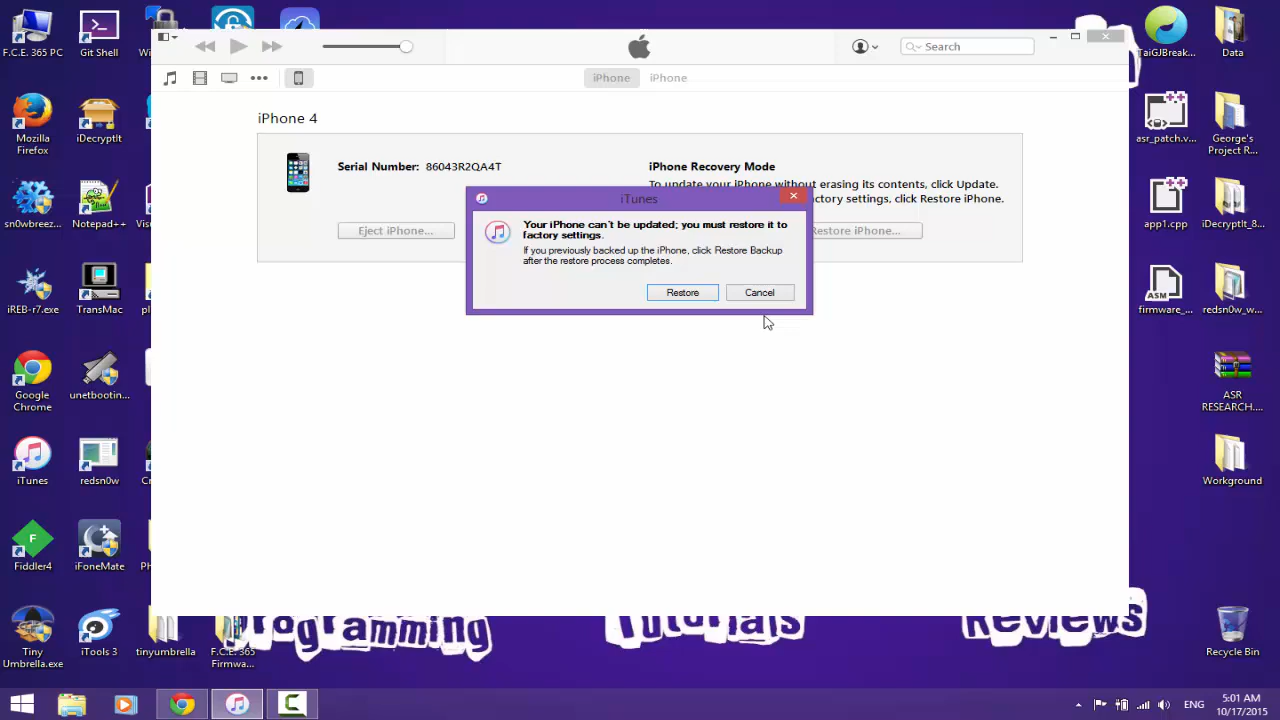 F.C.E. 365 PC
Git Shell
Search
TaiGJBreak...
Data
iPhone
iPhone
iPhone 4
Mozilla
Firefox
iDecryptIt
Serial Number: 86043R2QA4T
iPhone Recovery Mode
To update your iPhone without erasing its contents, click Update.
ctory settings, click Restore iPhone.
asr_patch.v...
George's
Project R...
iTunes
Your iPhone can't be updated; you must restore it to
factory settings.
If you previously backed up the iPhone, click Restore Backup
after the restore process completes.
Restore
Cancel
Eject iPhone...
Restore iPhone...
sn0wbreez...
Notepad++
app1.cpp
iDecryptIt_8...
iREB-r7.exe
TransMac
ASM
firmware_...
redsn0w_w...
Google
Chrome
unetbootin...
ASR
RESEARCH....
iTunes
redsn0w
Workground
F
Fiddler4
iFoneMate
Programming
Tutorials
Reviews
Tiny
Umbrella.exe
iTools 3
tinyumbrella
F.C.E. 365
Firmwa...
Recycle Bin
ENG
5:01 AM
10/17/2015